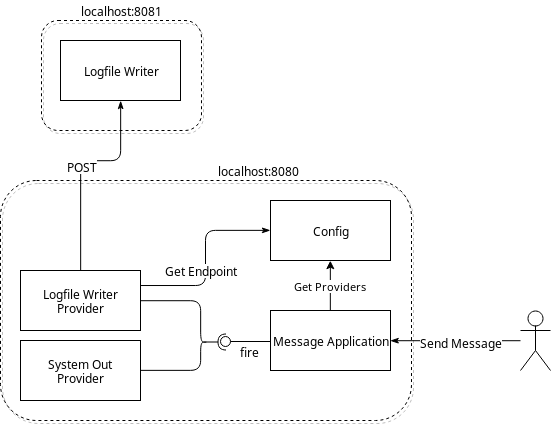 localhost:8081
Logfile Writer
POST
localhost:8080
Config
Get Endpoint
Get Providers
Logfile Writer
Provider
Message Application
Send Message
fire
System Out
Provider